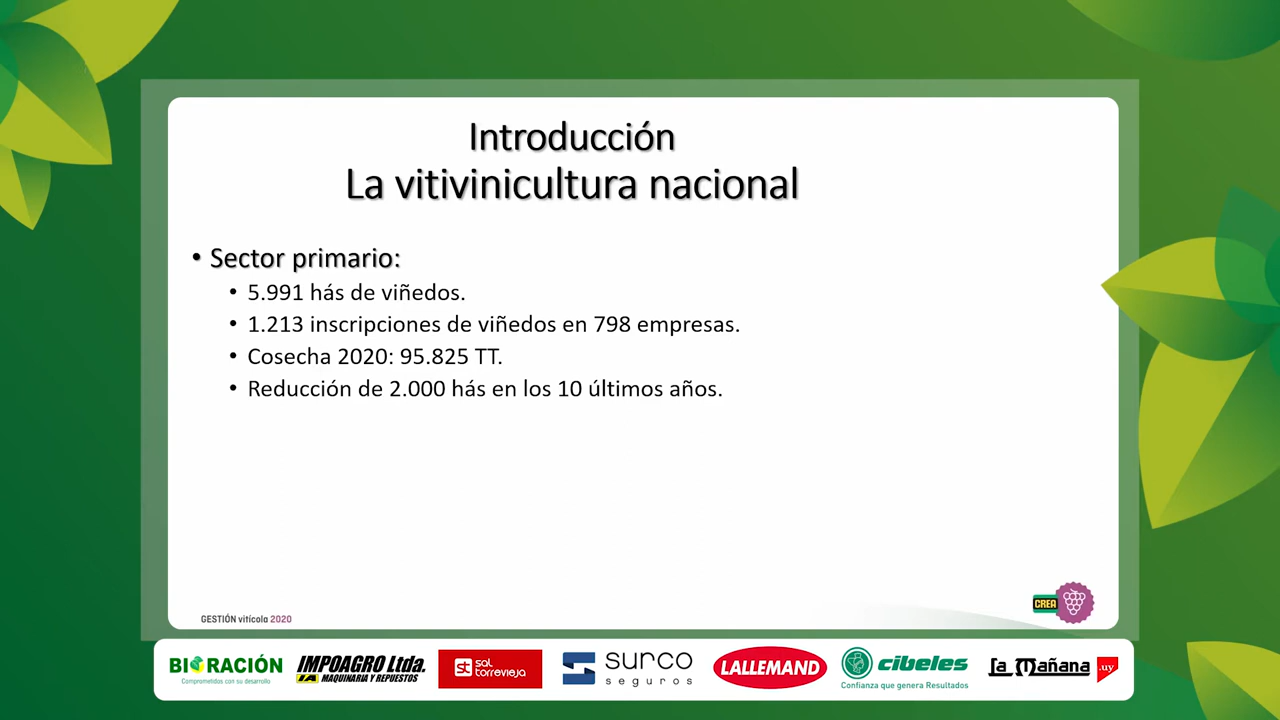 Introducción
La vitivinicultura nacional
• Sector primario:
• 5.991 hás de viñedos.
• 1.213 inscripciones de viñedos en 798 empresas.
• Cosecha 2020: 95.825 TT.
• Reducción de 2.000 hás en los 10 últimos años.
GESTIÓN vitícola 2020
CREA
BIORACIÓN
Comprometidos con su desarrollo
IMPOAGRO Ltda.
IA MAQUINARIA Y REPUESTOS
st sal torrevieja
surco
seguros
LALLEMAND
cibeles
Confianza que genera Resultados
La Mañana .uy